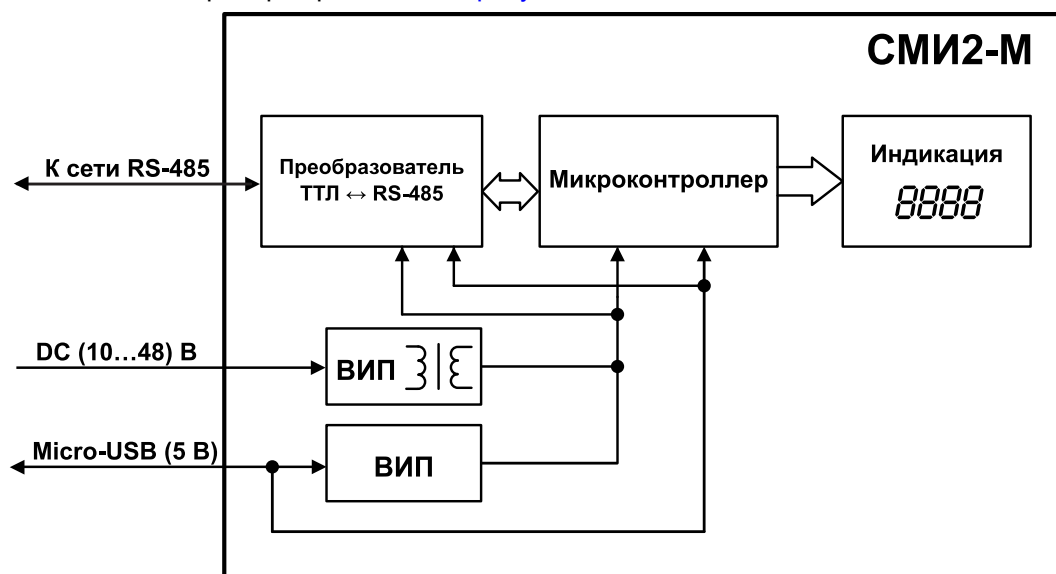 СМИ2-М
К сети RS-485
Преобразователь
ТТЛ ↔ RS-485
Микроконтроллер
Индикация
8888
DC (10...48) В
ВИП
Micro-USB (5 В)
ВИП